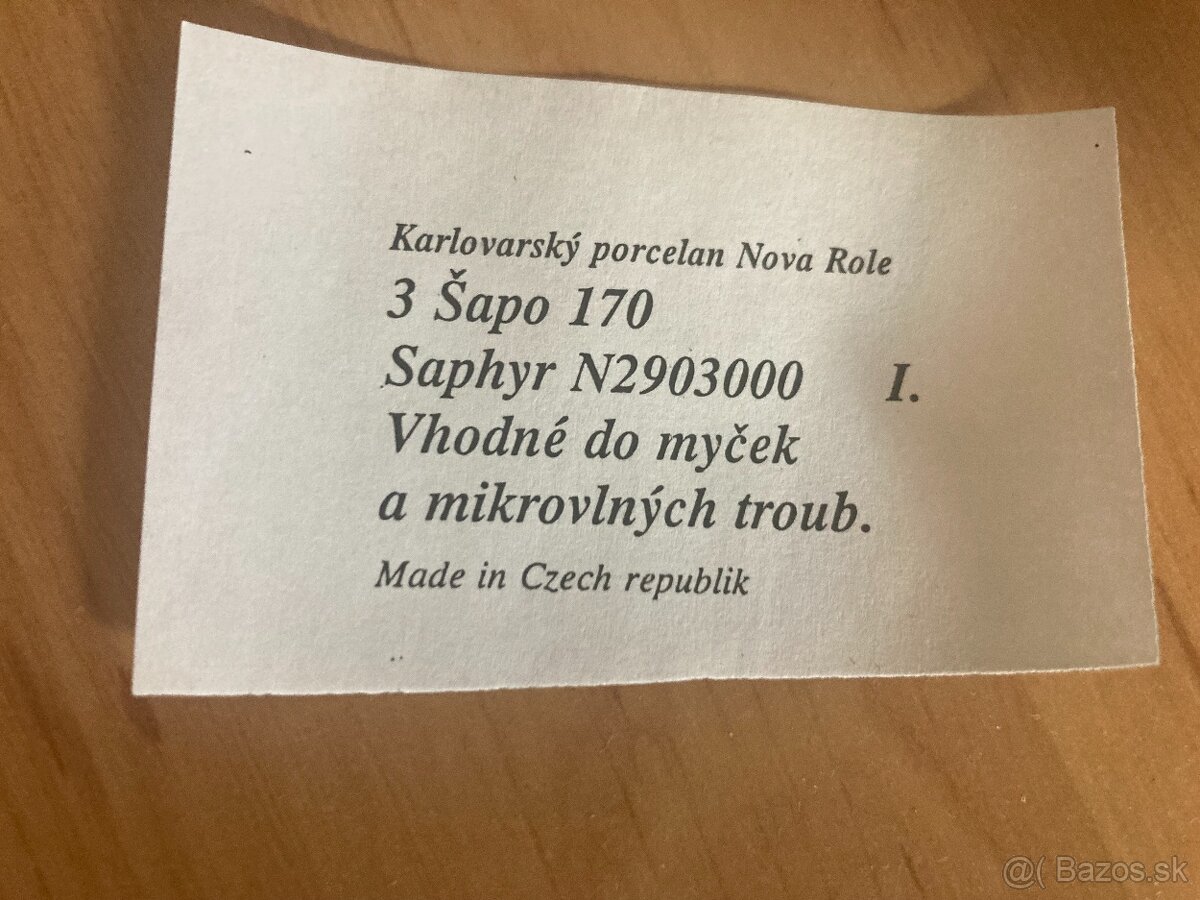 Karlovarský porcelan Nova Role
3 Šapo 170
Saphyr N2903000 I.
Vhodné do myček
a mikrovlných troub.
Made in Czech republik
@( Bazos.sk